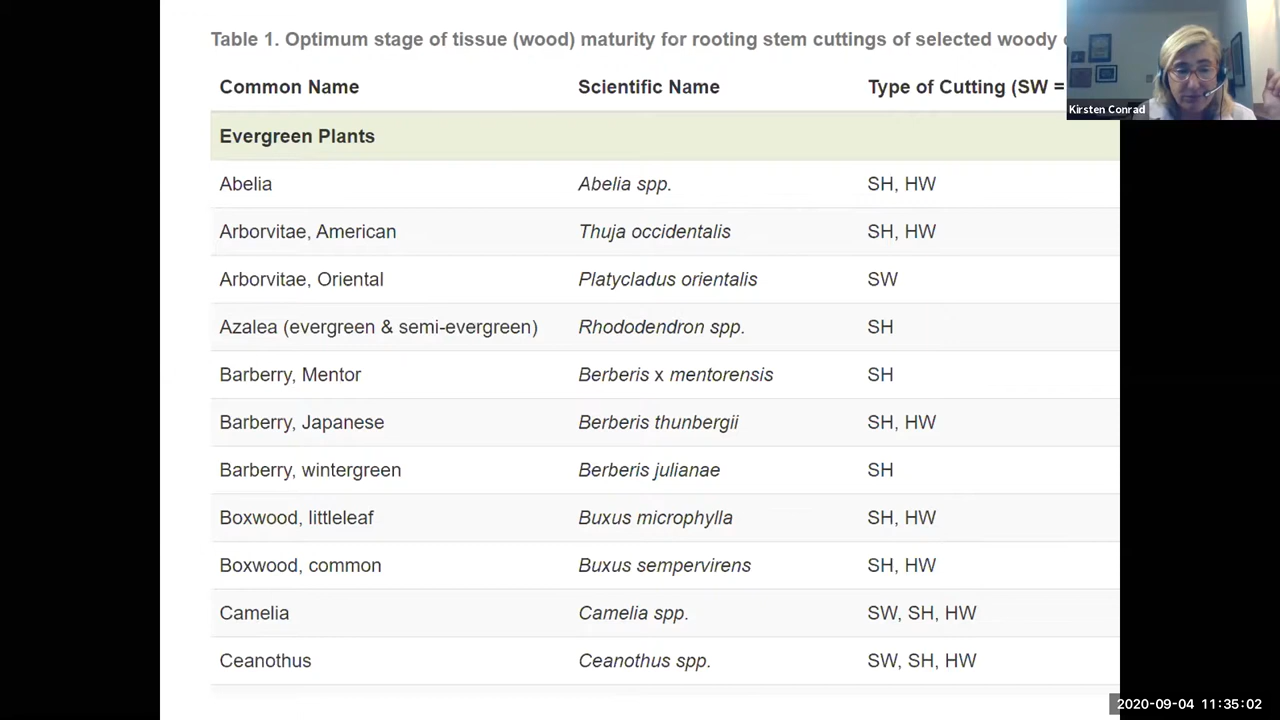 Table 1. Optimum stage of tissue (wood) maturity for rooting stem cuttings of selected woody
Common Name Scientific Name Type of Cutting (SW =
Kirsten Conrad
Evergreen Plants
Abelia Abelia spp. SH, HW
Arborvitae, American Thuja occidentalis SH, HW
Arborvitae, Oriental Platycladus orientalis SW
Azalea (evergreen & semi-evergreen) Rhododendron spp. SH
Barberry, Mentor Berberis x mentorensis SH
Barberry, Japanese Berberis thunbergii SH, HW
Barberry, wintergreen Berberis julianae SH
Boxwood, littleleaf Buxus microphylla SH, HW
Boxwood, common Buxus sempervirens SH, HW
Camelia Camelia spp. SW, SH, HW
Ceanothus Ceanothus spp. SW, SH, HW
2020-09-04 11:35:02